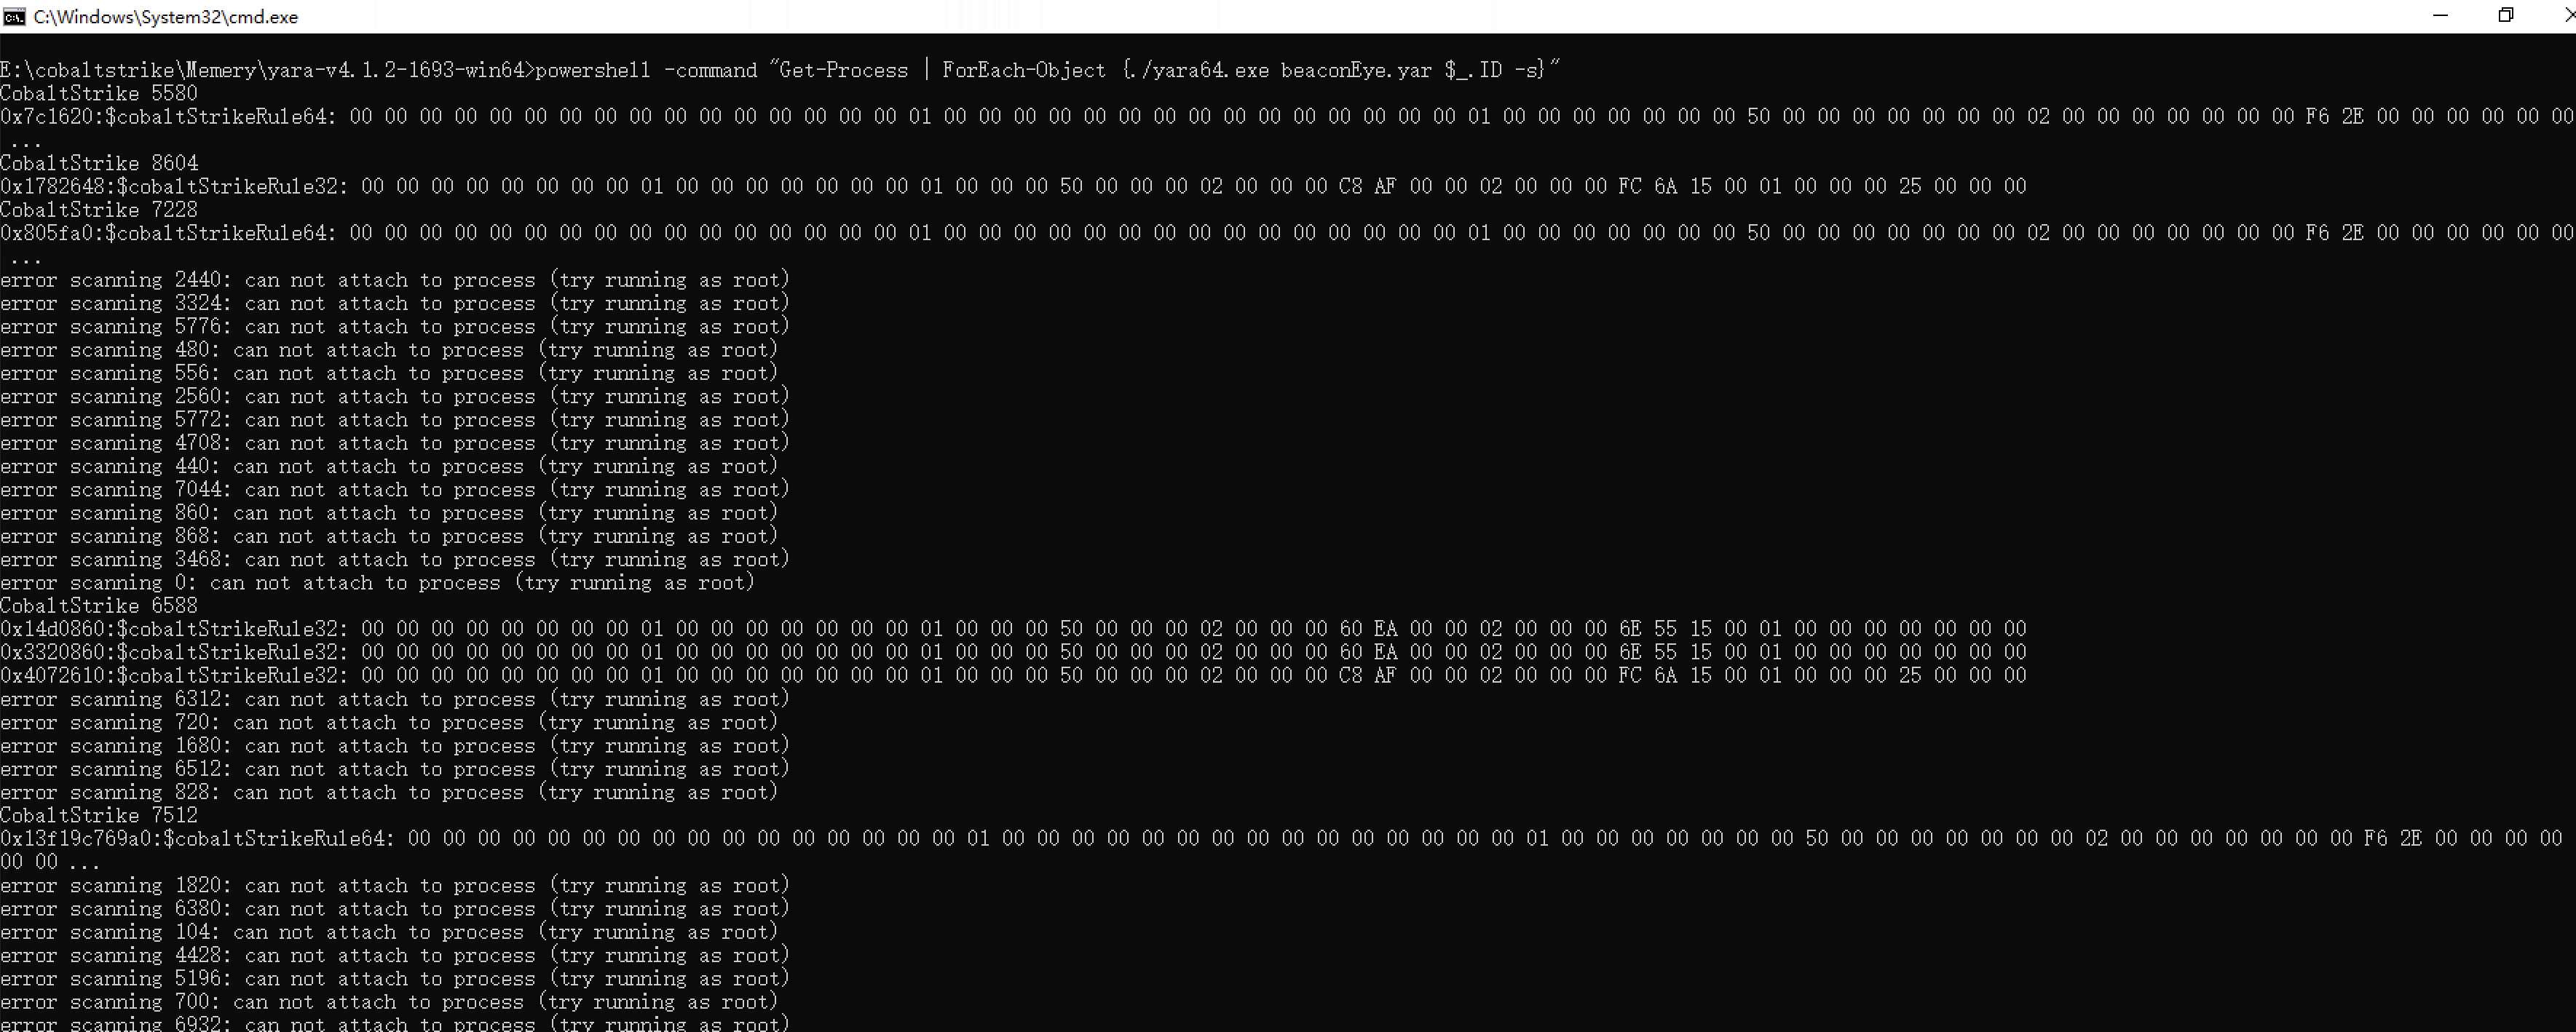 C:\Windows\System32\cmd.exe
E:\cobaltstrike\Memery\yara-v4.1.2-1693-win64>powershell -command "Get-Process | ForEach-Object {./yara64.exe beaconEye.yar $_.ID -s}"
CobaltStrike 5580
0x7c1620:$cobaltStrikeRule64: 00 00 00 00 00 00 00 00 00 00 00 00 00 00 00 00 01 00 00 00 00 00 00 00 00 00 00 00 00 00 00 00 01 00 00 00 00 00 00 00 50 00 00 00 00 00 00 00 02 00 00 00 00 00 00 00 F6 2E 00 00 00 00 00 00
...
CobaltStrike 8604
0x1782648:$cobaltStrikeRule32: 00 00 00 00 00 00 00 00 01 00 00 00 00 00 00 00 01 00 00 00 50 00 00 00 02 00 00 00 C8 AF 00 00 02 00 00 00 FC 6A 15 00 01 00 00 00 25 00 00 00
CobaltStrike 7228
0x805fa0:$cobaltStrikeRule64: 00 00 00 00 00 00 00 00 00 00 00 00 00 00 00 00 01 00 00 00 00 00 00 00 00 00 00 00 00 00 00 00 01 00 00 00 00 00 00 00 50 00 00 00 00 00 00 00 02 00 00 00 00 00 00 00 F6 2E 00 00 00 00 00 00
...
error scanning 2440: can not attach to process (try running as root)
error scanning 3324: can not attach to process (try running as root)
error scanning 5776: can not attach to process (try running as root)
error scanning 480: can not attach to process (try running as root)
error scanning 556: can not attach to process (try running as root)
error scanning 2560: can not attach to process (try running as root)
error scanning 5772: can not attach to process (try running as root)
error scanning 4708: can not attach to process (try running as root)
error scanning 440: can not attach to process (try running as root)
error scanning 7044: can not attach to process (try running as root)
error scanning 860: can not attach to process (try running as root)
error scanning 868: can not attach to process (try running as root)
error scanning 3468: can not attach to process (try running as root)
error scanning 0: can not attach to process (try running as root)
CobaltStrike 6588
0x14d0860:$cobaltStrikeRule32: 00 00 00 00 00 00 00 00 01 00 00 00 00 00 00 00 01 00 00 00 50 00 00 00 02 00 00 00 60 EA 00 00 02 00 00 00 6E 55 15 00 01 00 00 00 00 00 00 00
0x3320860:$cobaltStrikeRule32: 00 00 00 00 00 00 00 00 01 00 00 00 00 00 00 00 01 00 00 00 50 00 00 00 02 00 00 00 60 EA 00 00 02 00 00 00 6E 55 15 00 01 00 00 00 00 00 00 00
0x4072610:$cobaltStrikeRule32: 00 00 00 00 00 00 00 00 01 00 00 00 00 00 00 00 01 00 00 00 50 00 00 00 02 00 00 00 C8 AF 00 00 02 00 00 00 FC 6A 15 00 01 00 00 00 25 00 00 00
error scanning 6312: can not attach to process (try running as root)
error scanning 720: can not attach to process (try running as root)
error scanning 1680: can not attach to process (try running as root)
error scanning 6512: can not attach to process (try running as root)
error scanning 828: can not attach to process (try running as root)
CobaltStrike 7512
0x13f19c769a0:$cobaltStrikeRule64: 00 00 00 00 00 00 00 00 00 00 00 00 00 00 00 00 01 00 00 00 00 00 00 00 00 00 00 00 00 00 00 00 01 00 00 00 00 00 00 00 50 00 00 00 00 00 00 00 02 00 00 00 00 00 00 00 F6 2E 00 00 00 00
00 00 ...
error scanning 1820: can not attach to process (try running as root)
error scanning 6380: can not attach to process (try running as root)
error scanning 104: can not attach to process (try running as root)
error scanning 4428: can not attach to process (try running as root)
error scanning 5196: can not attach to process (try running as root)
error scanning 700: can not attach to process (try running as root)
error scanning 6932: can not attach to process (try running as root)